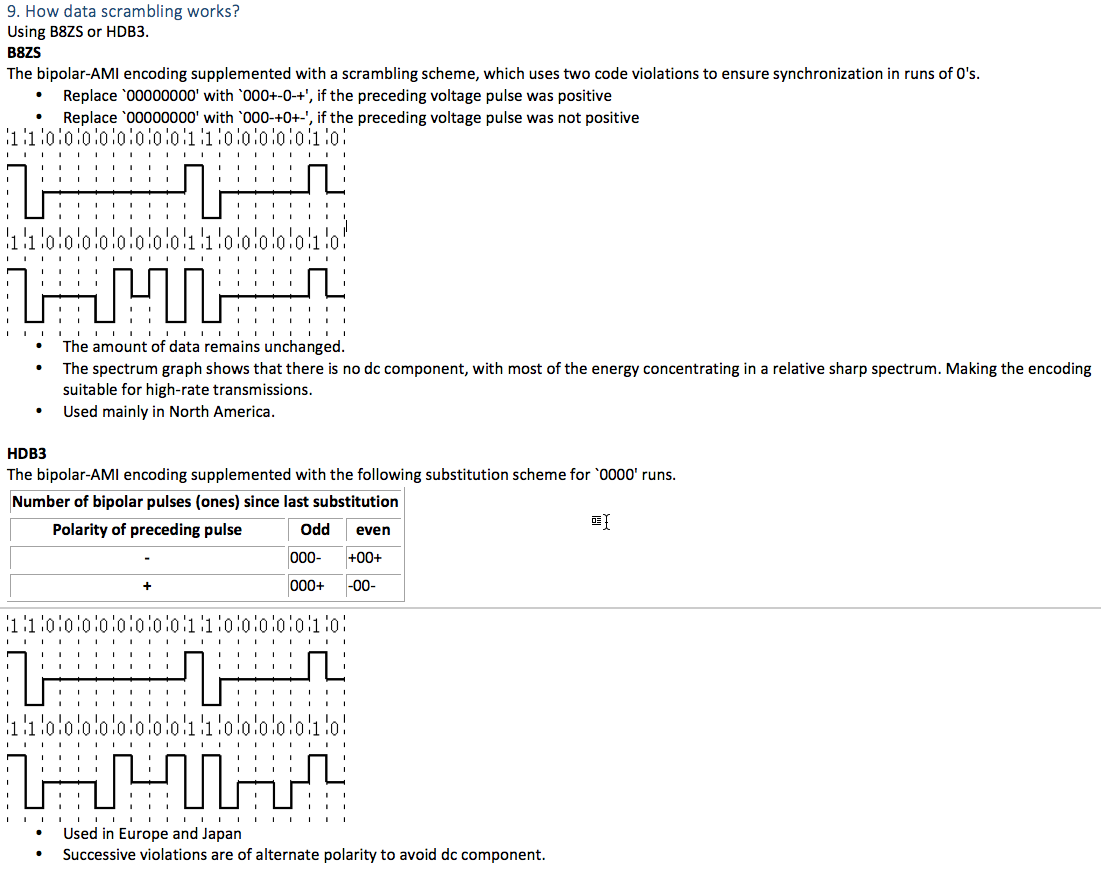 9. How data scrambling works?
Using B8ZS or HDB3.
B8ZS
The bipolar-AMI encoding supplemented with a scrambling scheme, which uses two code violations to ensure synchronization in runs of 0's.
• Replace `00000000' with `000+-0-+', if the preceding voltage pulse was positive
• Replace `00000000' with `000-+0+-', if the preceding voltage pulse was not positive
1 1 0 0 0 0 0 0 0 0 1 1 0 0 0 0 0 1 0
1 1 0 0 0 0 0 0 0 0 1 1 0 0 0 0 0 1 0
• The amount of data remains unchanged.
• The spectrum graph shows that there is no dc component, with most of the energy concentrating in a relative sharp spectrum. Making the encoding
suitable for high-rate transmissions.
• Used mainly in North America.
HDB3
The bipolar-AMI encoding supplemented with the following substitution scheme for `0000' runs.
Number of bipolar pulses (ones) since last substitution
Polarity of preceding pulse Odd even
- 000- +00+
+ 000+ -00-
1 1 0 0 0 0 0 0 0 0 1 1 0 0 0 0 0 1 0
1 1 0 0 0 0 0 0 0 0 1 1 0 0 0 0 0 1 0
• Used in Europe and Japan
• Successive violations are of alternate polarity to avoid dc component.